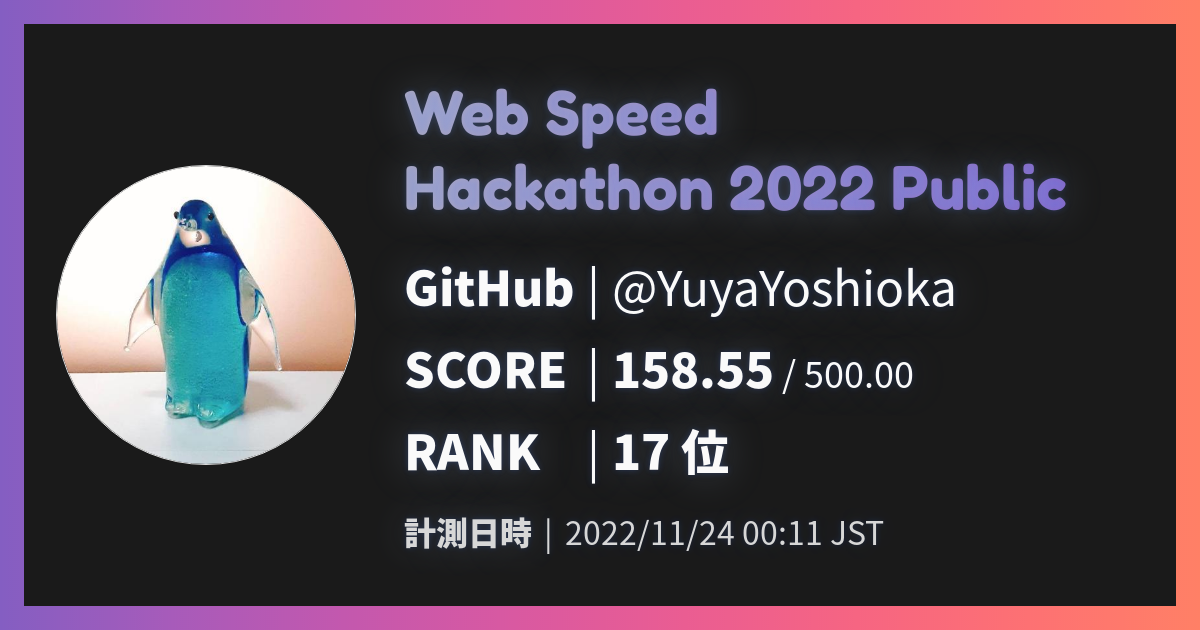 Web Speed
Hackathon 2022 Public
GitHub | @YuyaYoshioka
SCORE | 158.55 / 500.00
RANK | 17 位
計測日時 | 2022/11/24 00:11 JST